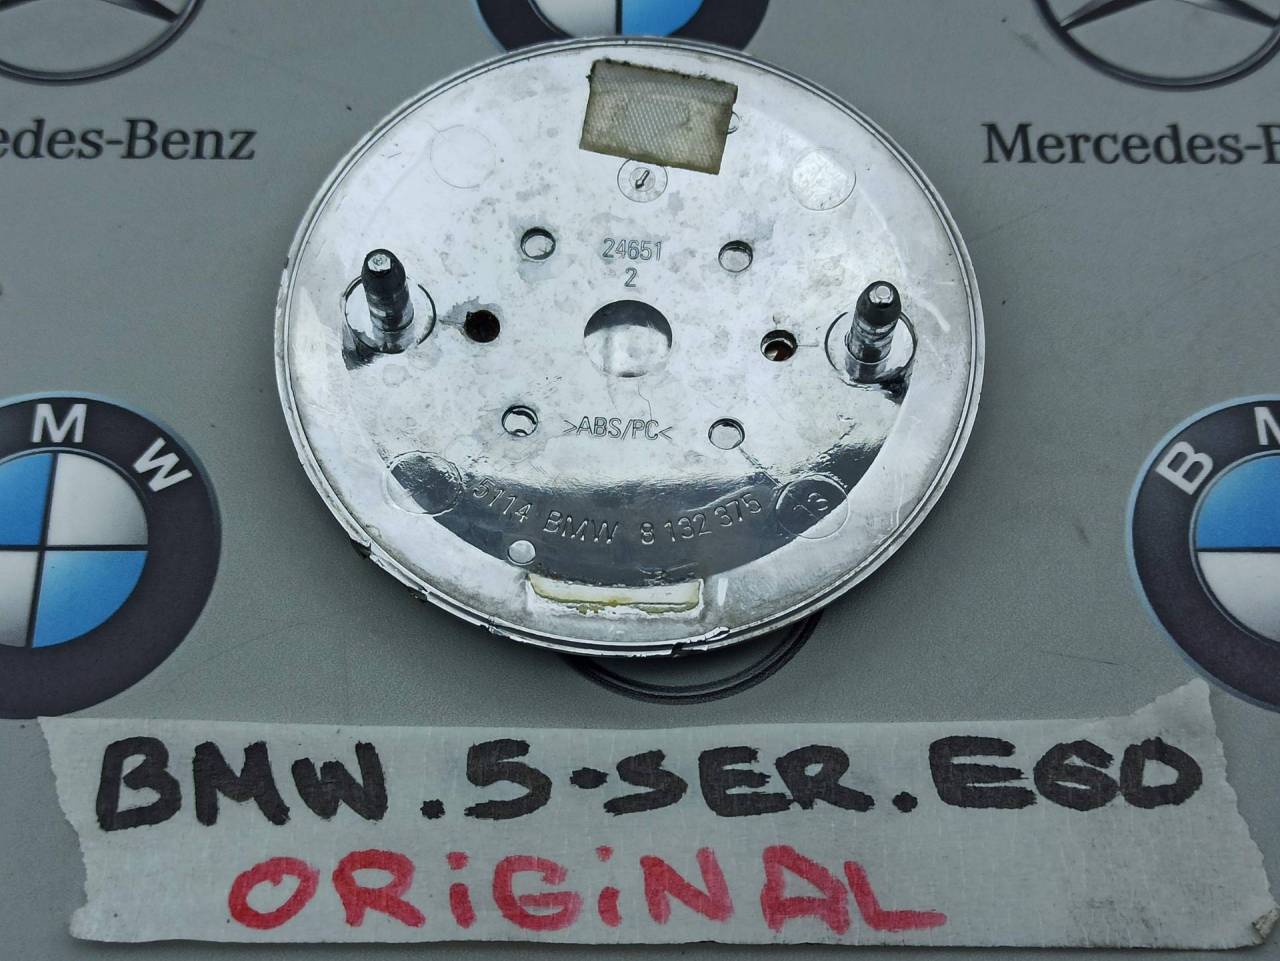 edes-Benz
Mercedes-B
24651
2
>ABS/PC<
5114 BMW 8 132 375
13
BMW
BM
BMW.5-SER.E60
ORiGiNAL